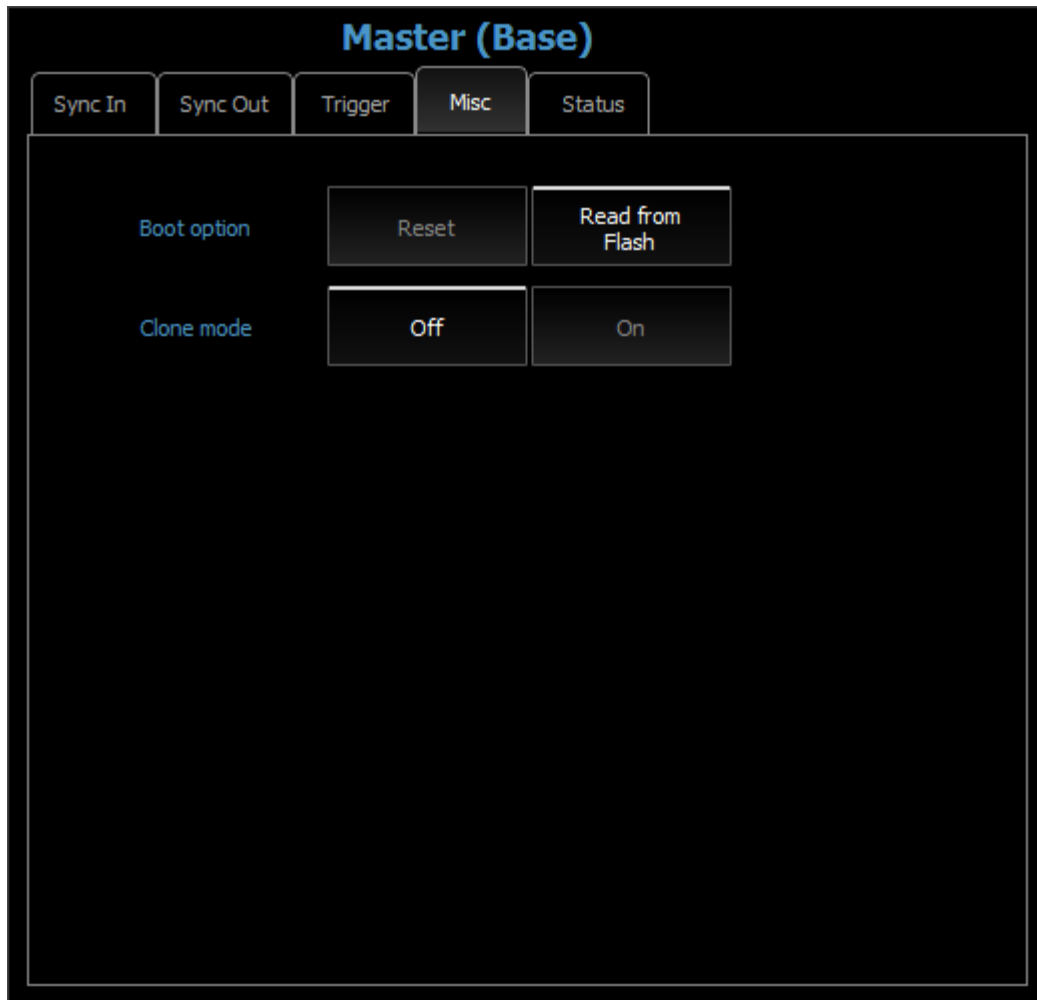 Master (Base)
Sync In Sync Out Trigger Misc Status
Boot option Reset Read from
Flash
Clone mode Off On